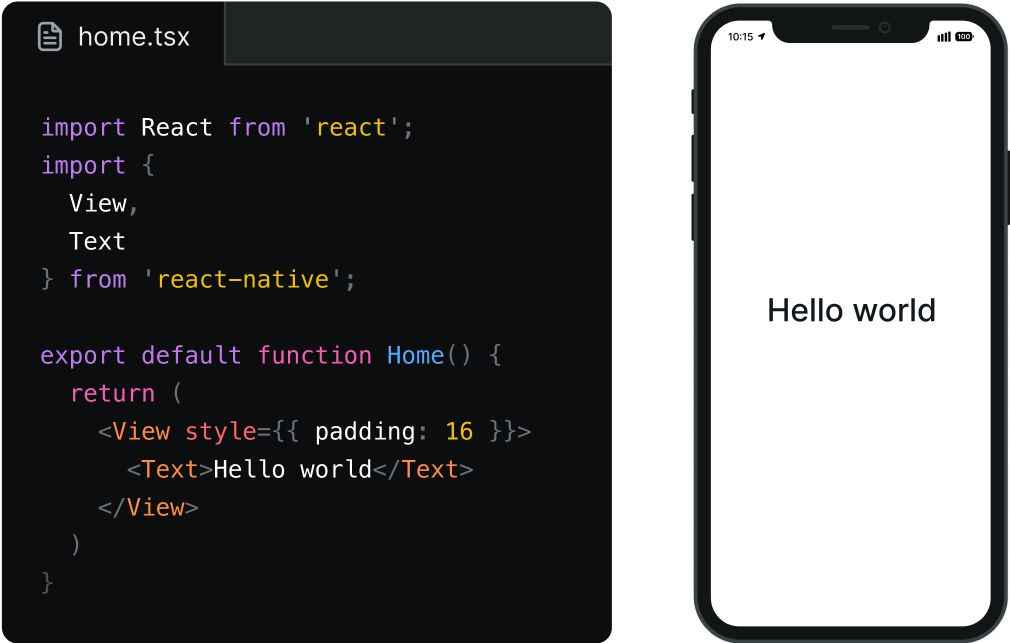 home.tsx
import React from 'react';
import {
  View,
  Text
} from 'react-native';

export default function Home() {
  return (
    <View style={{ padding: 16 }}>
      <Text>Hello world</Text>
    </View>
  )
}
10:15
100
Hello world